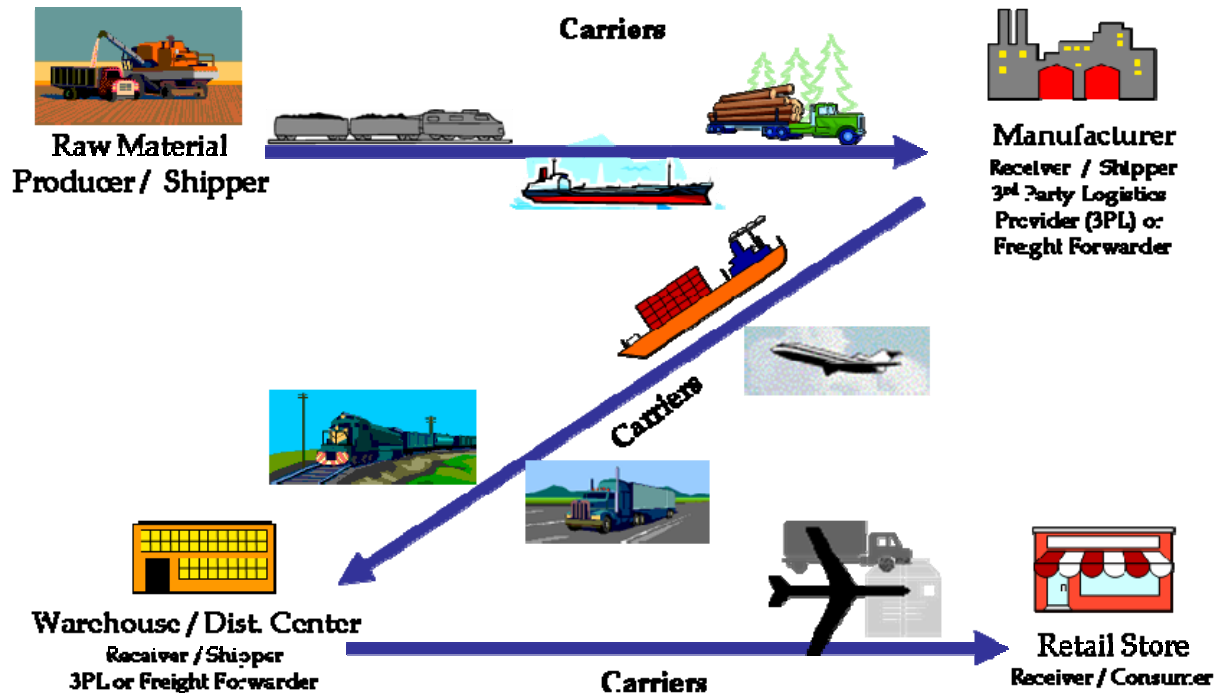 Carriers
Raw Material
Producer / Shipper
Manufacturer
Receiver / Shipper
3rd Party Logistics
Provider (3PL) or
Freight Forwarder
Carriers
Warehouse / Dist. Center
Receiver / Shipper
3PL or Freight Forwarder
Carriers
Retail Store
Receiver / Consumer